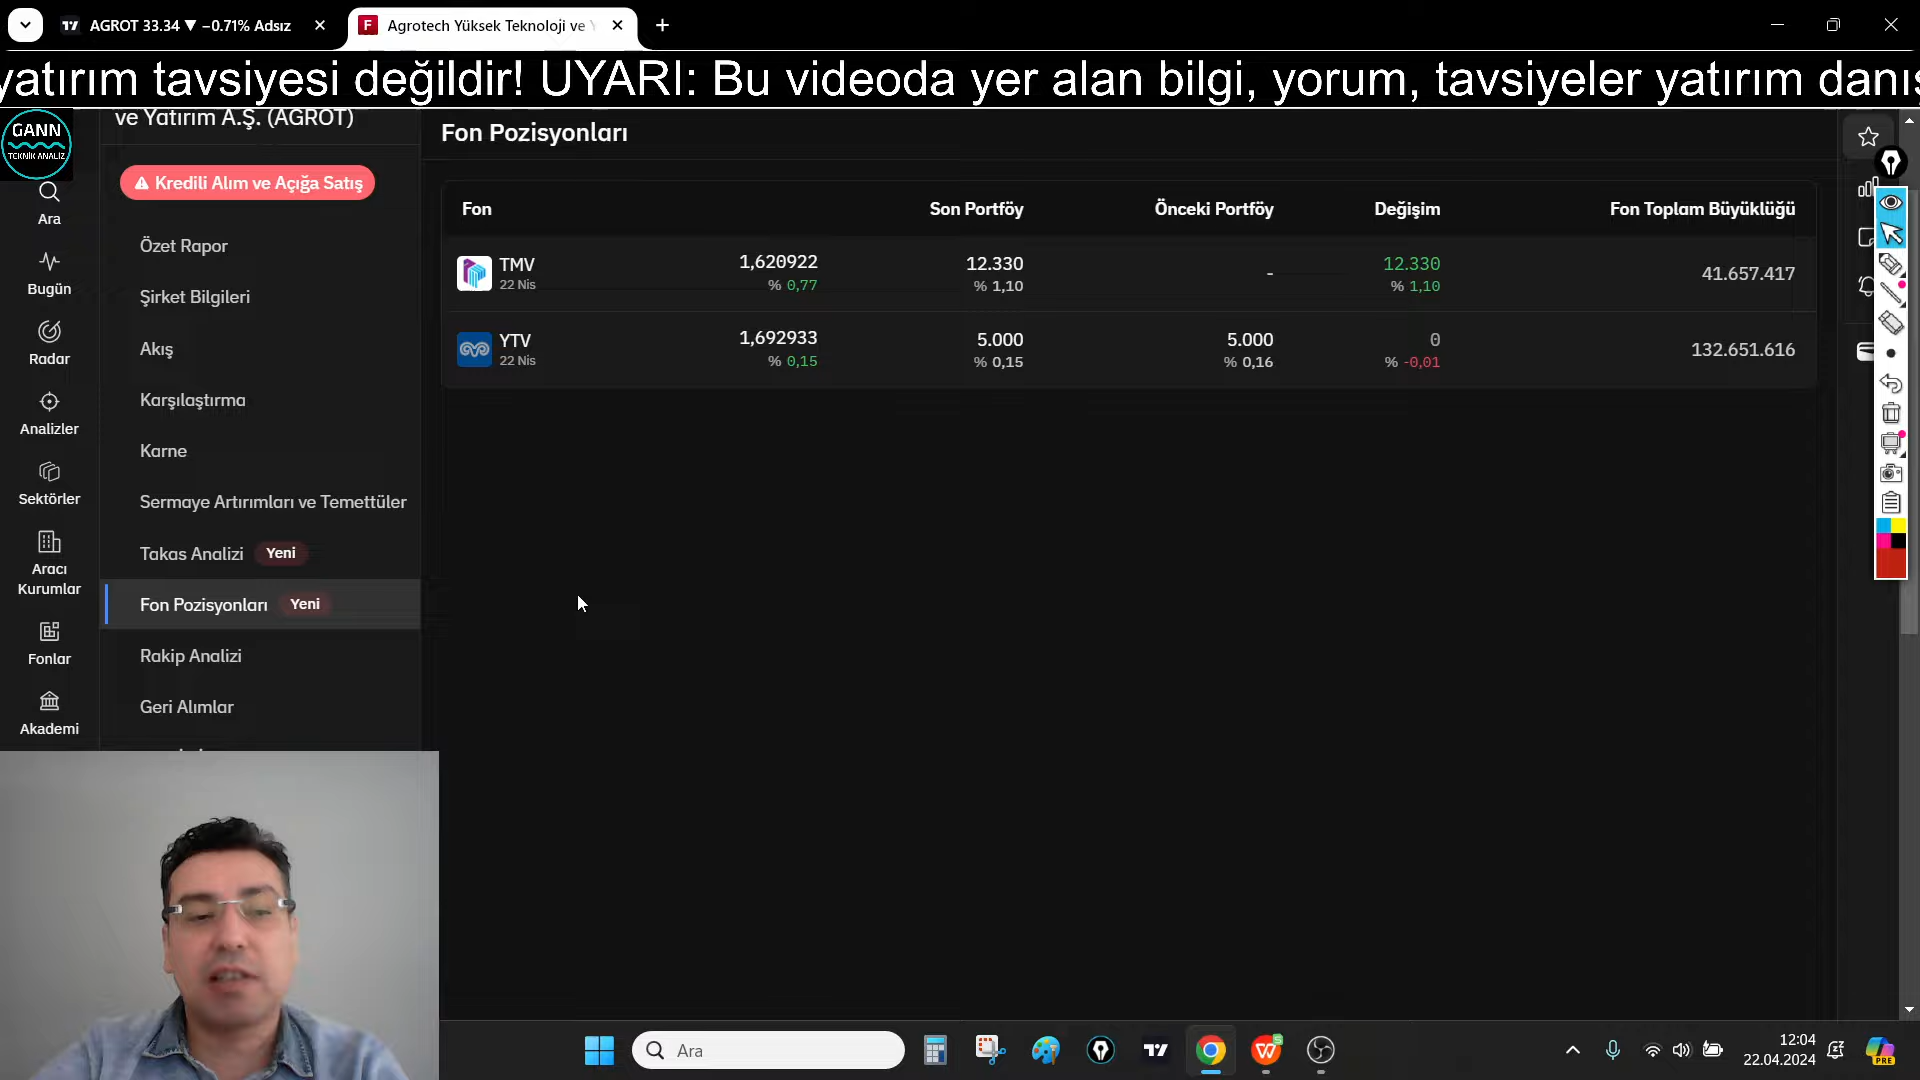 AGROT 33.34 ▼ −0.71% Adsız
Agrotech Yüksek Teknoloji ve Y
yatırım tavsiyesi değildir! UYARI: Bu videoda yer alan bilgi, yorum, tavsiyeler yatırım danış
GANN
TEKNİK ANALİZ
ve Yatırım A.Ş. (AGROT)
Kredili Alım ve Açığa Satış
Ara
Bugün
Radar
Analizler
Sektörler
Aracı
Kurumlar
Fonlar
Akademi
Özet Rapor
Şirket Bilgileri
Akış
Karşılaştırma
Karne
Sermaye Artırımları ve Temettüler
Takas Analizi Yeni
Fon Pozisyonları Yeni
Rakip Analizi
Geri Alımlar
Fon Pozisyonları
Fon Son Portföy Önceki Portföy Değişim Fon Toplam Büyüklüğü
TMV 1,620922 12.330 - 12.330 41.657.417
22 Nis % 0,77 % 1,10 % 1,10
YTV 1,692933 5.000 5.000 0 132.651.616
22 Nis % 0,15 % 0,15 % 0,16 % -0,01
Ara
12:04
22.04.2024
PRE